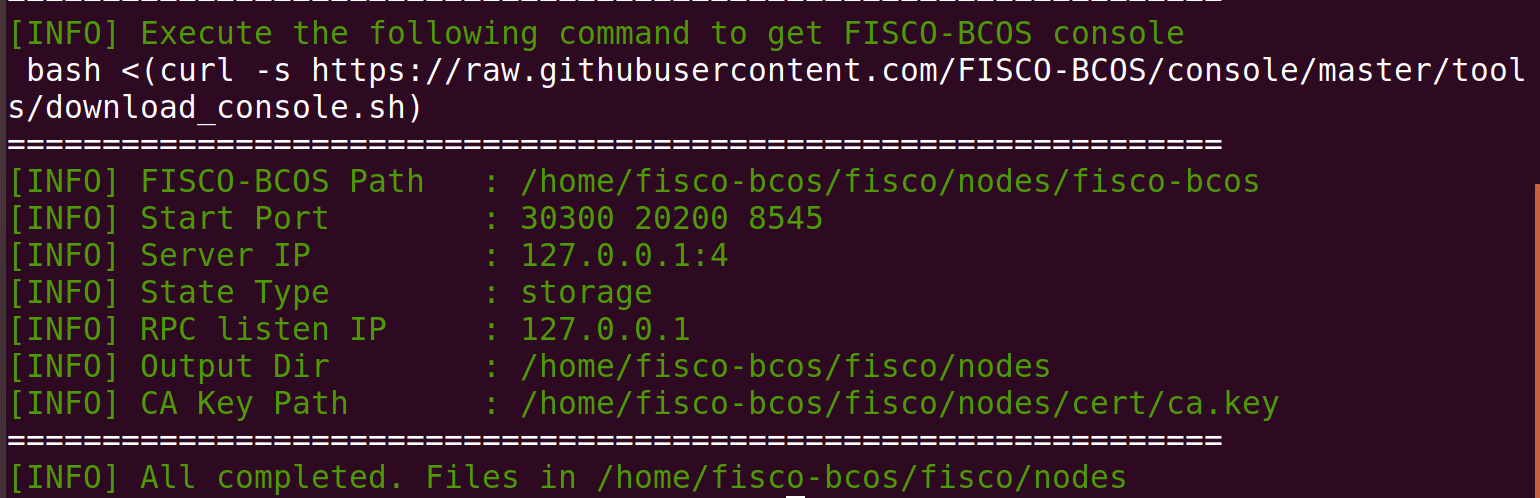 ================================================================
[INFO] Execute the following command to get FISCO-BCOS console
 bash <(curl -s https://raw.githubusercontent.com/FISCO-BCOS/console/master/tool
s/download_console.sh)
================================================================
[INFO] FISCO-BCOS Path   : /home/fisco-bcos/fisco/nodes/fisco-bcos
[INFO] Start Port        : 30300 20200 8545
[INFO] Server IP         : 127.0.0.1:4
[INFO] State Type        : storage
[INFO] RPC listen IP     : 127.0.0.1
[INFO] Output Dir        : /home/fisco-bcos/fisco/nodes
[INFO] CA Key Path       : /home/fisco-bcos/fisco/nodes/cert/ca.key
================================================================
[INFO] All completed. Files in /home/fisco-bcos/fisco/nodes